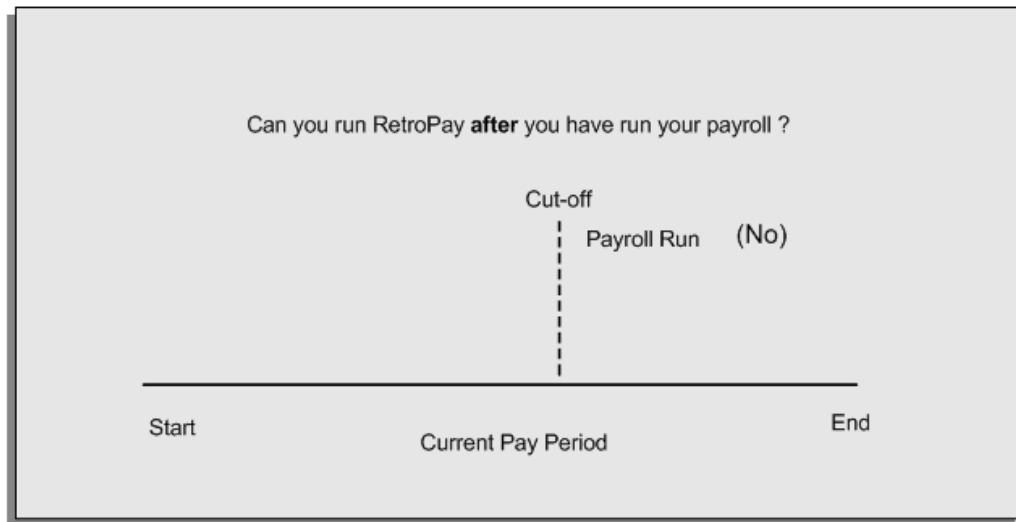 Can you run RetroPay after you have run your payroll ?
Cut-off
Payroll Run (No)
Start
End
Current Pay Period